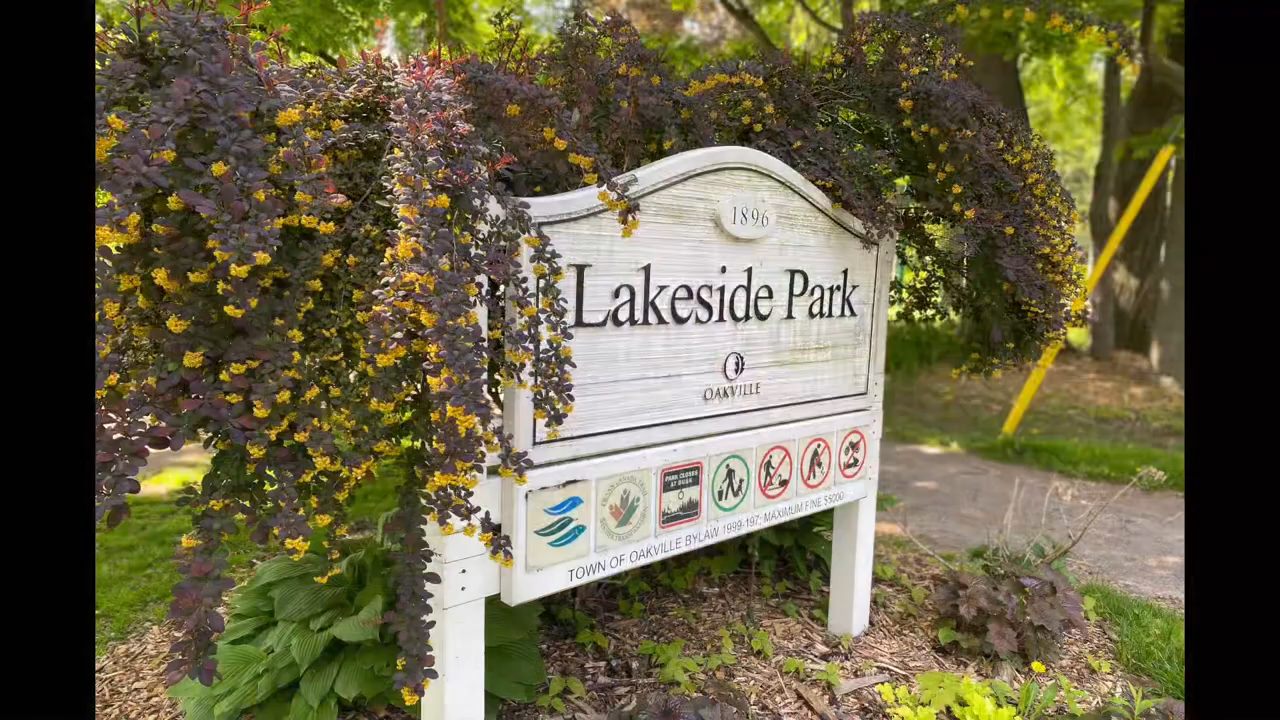 1896
Lakeside Park
OAKVILLE
PARK CLOSES
AT DUSK
TOWN OF OAKVILLE BYLAW 1999-197; MAXIMUM FINE $5000